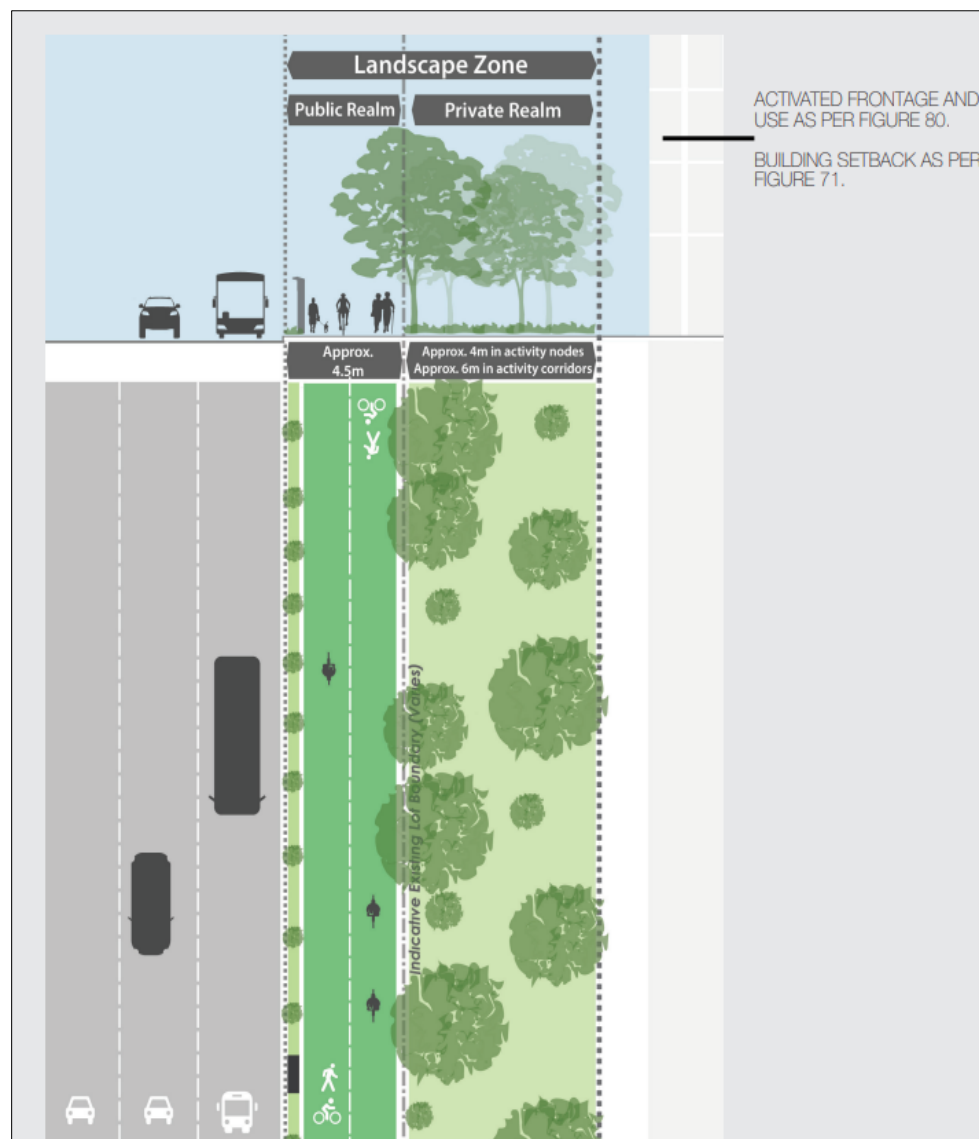 Landscape Zone
Public Realm
Private Realm
ACTIVATED FRONTAGE AND
USE AS PER FIGURE 80.
BUILDING SETBACK AS PER
FIGURE 71.
Approx.
4.5m
Approx. 4m in activity nodes
Approx. 6m in activity corridors
Indicative Existing Lot Boundary (Varies)